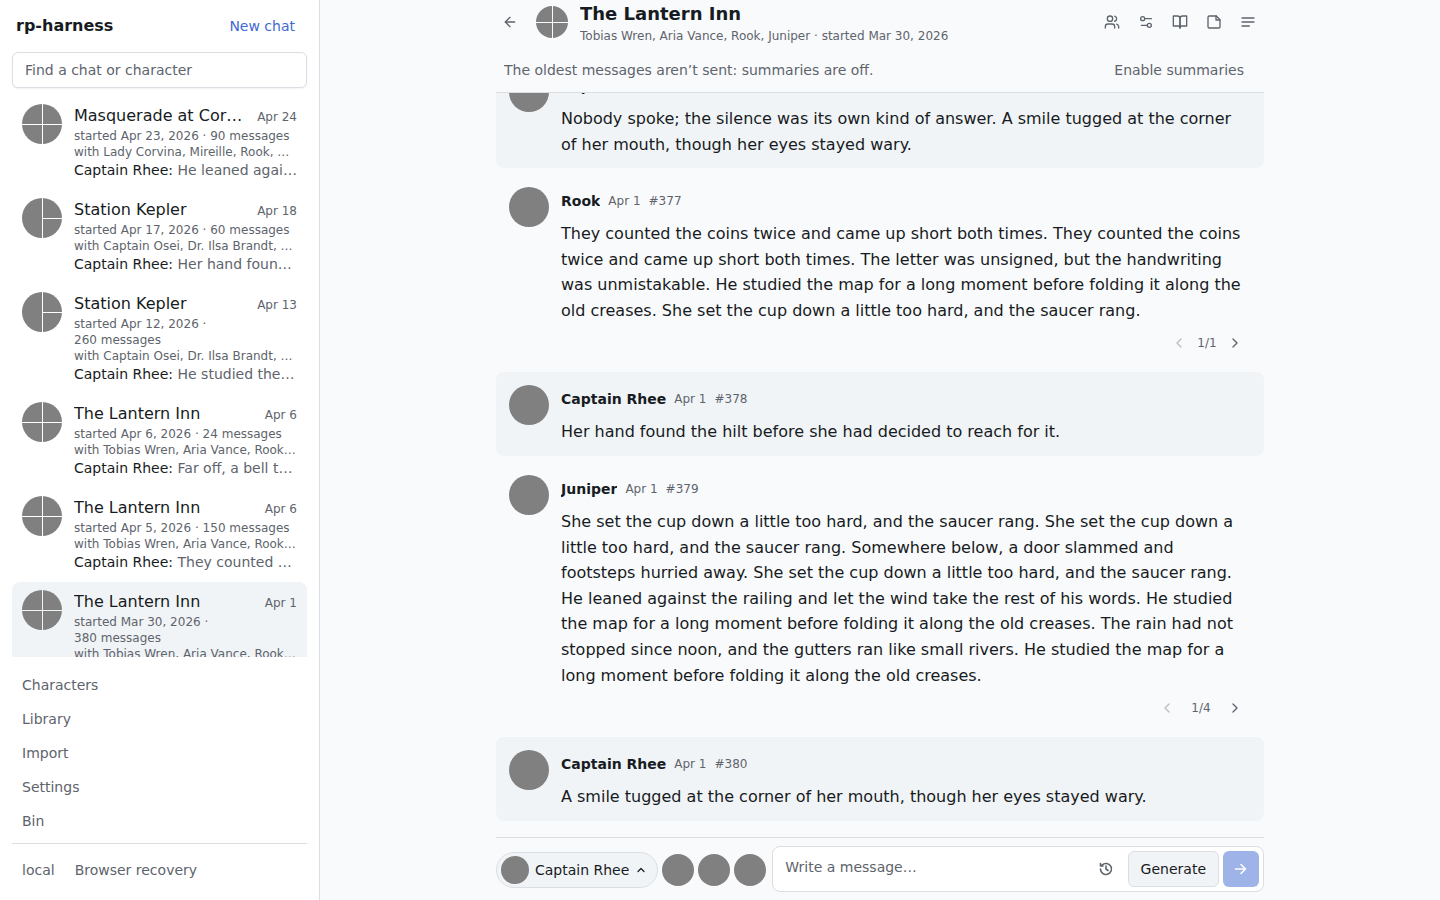 rp-harness
New chat
Find a chat or character
Masquerade at Cor… Apr 24
started Apr 23, 2026 · 90 messages
with Lady Corvina, Mireille, Rook, …
Captain Rhee: He leaned agai…
Station Kepler Apr 18
started Apr 17, 2026 · 60 messages
with Captain Osei, Dr. Ilsa Brandt, …
Captain Rhee: Her hand foun…
Station Kepler Apr 13
started Apr 12, 2026 ·
260 messages
with Captain Osei, Dr. Ilsa Brandt, …
Captain Rhee: He studied the…
The Lantern Inn Apr 6
started Apr 6, 2026 · 24 messages
with Tobias Wren, Aria Vance, Rook…
Captain Rhee: Far off, a bell t…
The Lantern Inn Apr 6
started Apr 5, 2026 · 150 messages
with Tobias Wren, Aria Vance, Rook…
Captain Rhee: They counted …
The Lantern Inn Apr 1
started Mar 30, 2026 ·
380 messages
with Tobias Wren, Aria Vance, Rook…
Characters
Library
Import
Settings
Bin
local Browser recovery
The Lantern Inn
Tobias Wren, Aria Vance, Rook, Juniper · started Mar 30, 2026
The oldest messages aren’t sent: summaries are off. Enable summaries
Nobody spoke; the silence was its own kind of answer. A smile tugged at the corner
of her mouth, though her eyes stayed wary.
Rook Apr 1 #377
They counted the coins twice and came up short both times. They counted the coins
twice and came up short both times. The letter was unsigned, but the handwriting
was unmistakable. He studied the map for a long moment before folding it along the
old creases. She set the cup down a little too hard, and the saucer rang.
1/1
Captain Rhee Apr 1 #378
Her hand found the hilt before she had decided to reach for it.
Juniper Apr 1 #379
She set the cup down a little too hard, and the saucer rang. She set the cup down a
little too hard, and the saucer rang. Somewhere below, a door slammed and
footsteps hurried away. She set the cup down a little too hard, and the saucer rang.
He leaned against the railing and let the wind take the rest of his words. He studied
the map for a long moment before folding it along the old creases. The rain had not
stopped since noon, and the gutters ran like small rivers. He studied the map for a
long moment before folding it along the old creases.
1/4
Captain Rhee Apr 1 #380
A smile tugged at the corner of her mouth, though her eyes stayed wary.
Captain Rhee
Write a message…
Generate